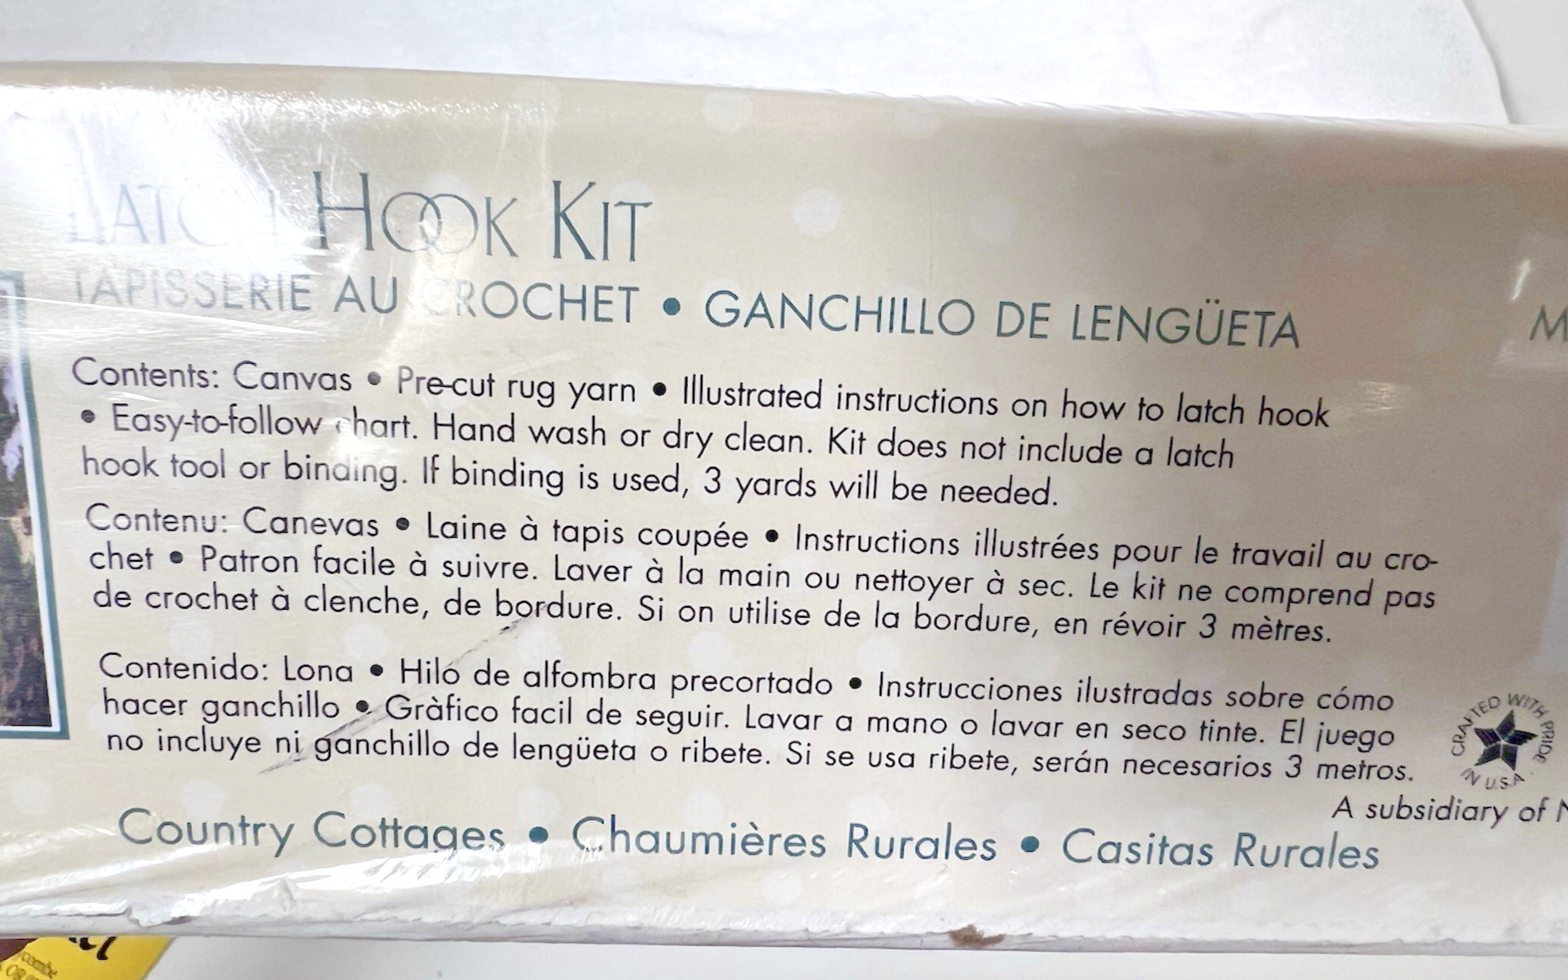 LATCH HOOK KIT
TAPISSERIE AU CROCHET • GANCHILLO DE LENGÜETA
Contents: Canvas • Pre-cut rug yarn • Illustrated instructions on how to latch hook
• Easy-to-follow chart. Hand wash or dry clean. Kit does not include a latch
hook tool or binding. If binding is used, 3 yards will be needed.
Contenu: Canevas • Laine à tapis coupée • Instructions illustrées pour le travail au cro-
chet • Patron facile à suivre. Laver à la main ou nettoyer à sec. Le kit ne comprend pas
de crochet à clenche, de bordure. Si on utilise de la bordure, en révoir 3 mètres.
Contenido: Lona • Hilo de alfombra precortado • Instrucciones ilustradas sobre cómo
hacer ganchillo • Gràfico facil de seguir. Lavar a mano o lavar en seco tinte. El juego
no incluye ni ganchillo de lengüeta o ribete. Si se usa ribete, serán necesarios 3 metros.
CRAFTED WITH PRIDE
IN U.S.A.
A subsidiary of
Country Cottages • Chaumières Rurales • Casitas Rurales